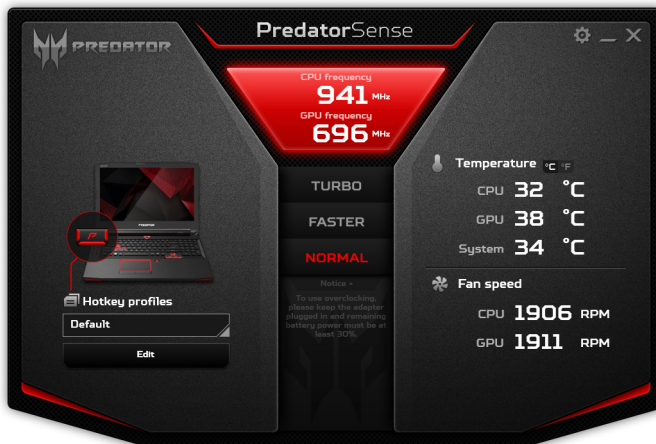 PREDATOR
PredatorSense
CPU frequency
941 MHz
GPU frequency
696 MHz
TURBO
FASTER
NORMAL
Notice
To use overclocking,
please keep the adapter
plugged in and remaining
battery power must be at
least 30%.
Hotkey profiles
Default
Edit
Temperature °C °F
CPU 32 °C
GPU 38 °C
System 34 °C
Fan speed
CPU 1906 RPM
GPU 1911 RPM